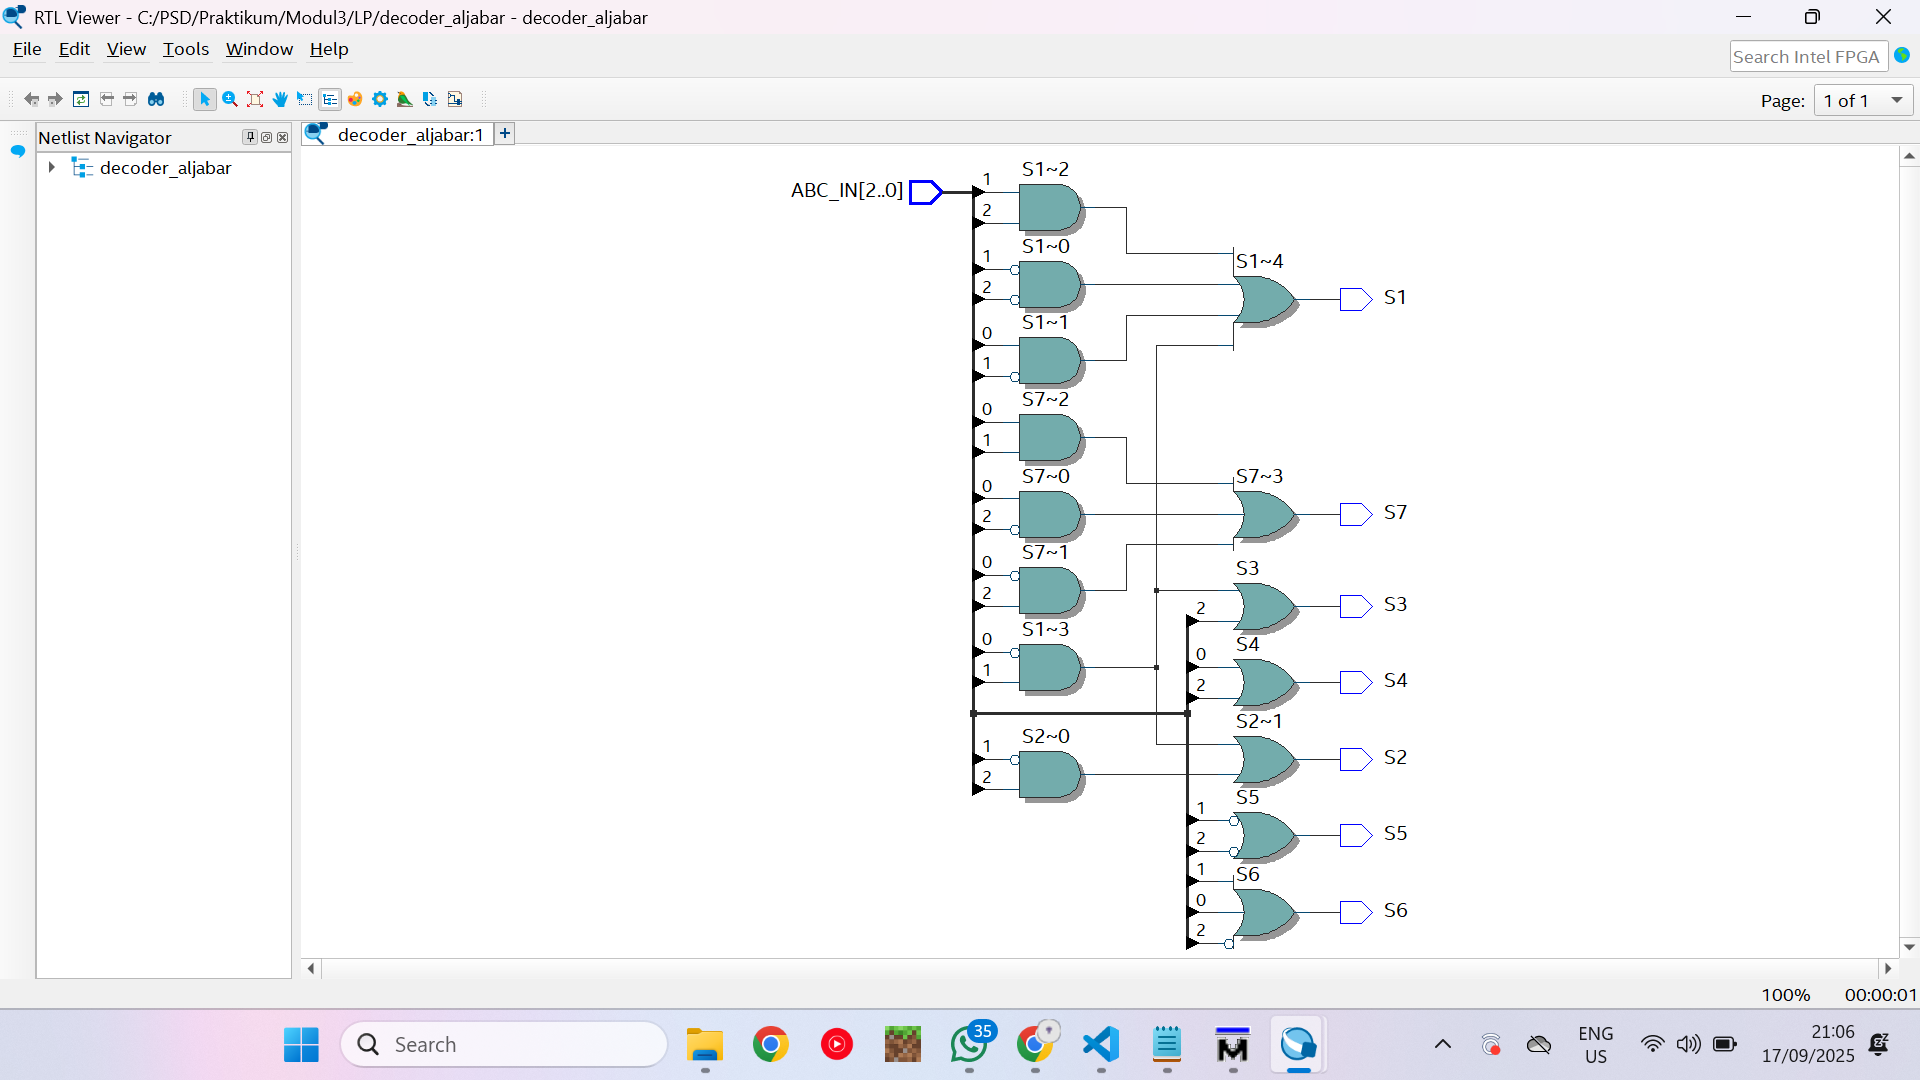 RTL Viewer - C:/PSD/Praktikum/Modul3/LP/decoder_aljabar - decoder_aljabar
File Edit View Tools Window Help
Search Intel FPGA
Page: 1 of 1
Netlist Navigator
decoder_aljabar
decoder_aljabar:1
+
ABC_IN[2..0]
S1~2
1
2
S1~0
1
2
S1~1
0
1
S7~2
0
1
S7~0
0
2
S7~1
0
2
S1~3
0
1
S2~0
1
2
S1~4
S1
S7~3
S7
S3
2
S3
S4
0
2
S4
S2~1
S2
S5
1
2
S5
S6
1
0
2
S6
100% 00:00:01
Search
35
ENG
US
21:06
17/09/2025